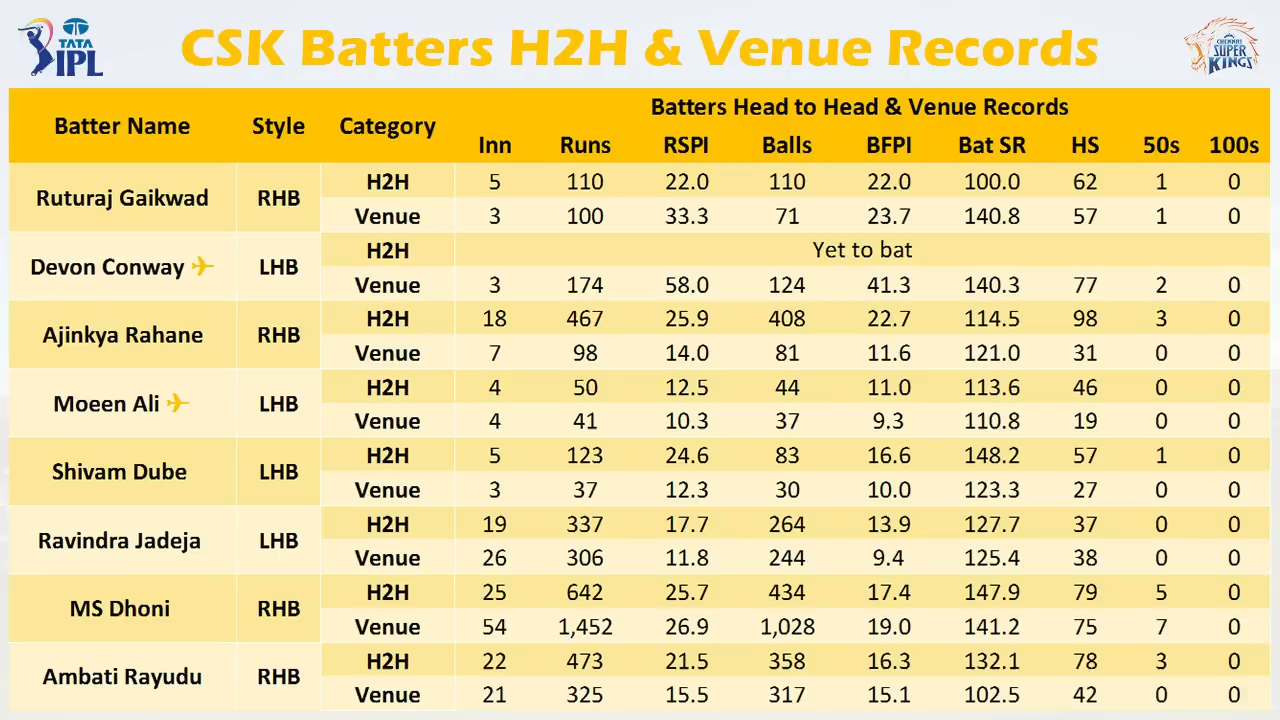 TATA
IPL
CSK Batters H2H & Venue Records
CHENNAI
SUPER
KINGS
Batter Name Style Category Batters Head to Head & Venue Records
Inn Runs RSPI Balls BFPI Bat SR HS 50s 100s
Ruturaj Gaikwad RHB H2H 5 110 22.0 110 22.0 100.0 62 1 0
Venue 3 100 33.3 71 23.7 140.8 57 1 0
Devon Conway LHB H2H Yet to bat
Venue 3 174 58.0 124 41.3 140.3 77 2 0
Ajinkya Rahane RHB H2H 18 467 25.9 408 22.7 114.5 98 3 0
Venue 7 98 14.0 81 11.6 121.0 31 0 0
Moeen Ali LHB H2H 4 50 12.5 44 11.0 113.6 46 0 0
Venue 4 41 10.3 37 9.3 110.8 19 0 0
Shivam Dube LHB H2H 5 123 24.6 83 16.6 148.2 57 1 0
Venue 3 37 12.3 30 10.0 123.3 27 0 0
Ravindra Jadeja LHB H2H 19 337 17.7 264 13.9 127.7 37 0 0
Venue 26 306 11.8 244 9.4 125.4 38 0 0
MS Dhoni RHB H2H 25 642 25.7 434 17.4 147.9 79 5 0
Venue 54 1,452 26.9 1,028 19.0 141.2 75 7 0
Ambati Rayudu RHB H2H 22 473 21.5 358 16.3 132.1 78 3 0
Venue 21 325 15.5 317 15.1 102.5 42 0 0